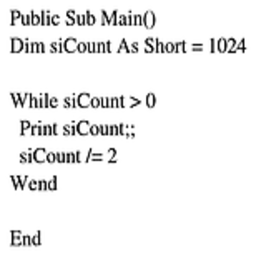 Public Sub Main()
Dim siCount As Short = 1024
While siCount > 0
Print siCount;;
siCount /= 2
Wend
End